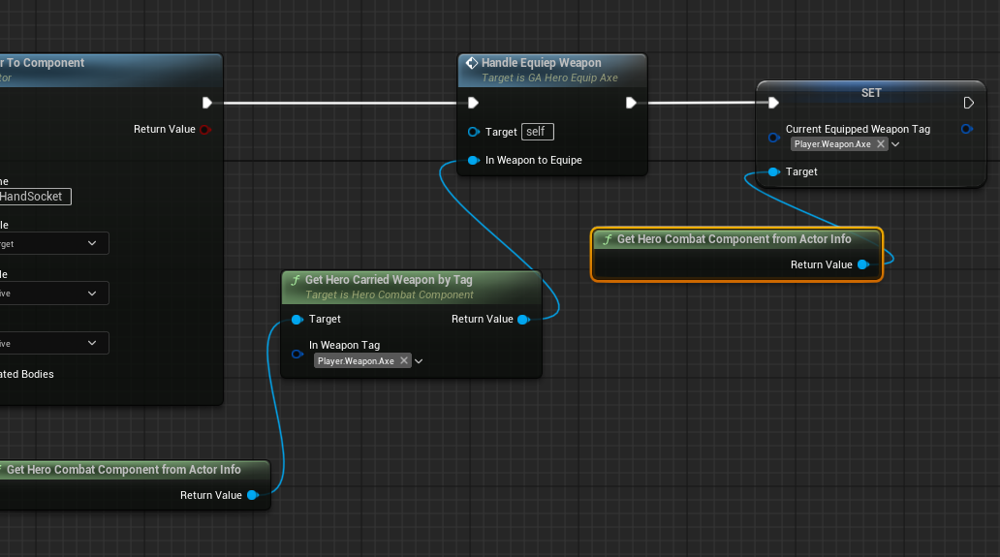 r To Component
tor
Return Value
ne
HandSocket
le
rget
le
ive
ive
ated Bodies
Handle Equiep Weapon
Target is GA Hero Equip Axe
Target self
In Weapon to Equipe
SET
Current Equipped Weapon Tag
Player.Weapon.Axe
Target
Get Hero Combat Component from Actor Info
Return Value
Get Hero Carried Weapon by Tag
Target is Hero Combat Component
Target Return Value
In Weapon Tag
Player.Weapon.Axe
Get Hero Combat Component from Actor Info
Return Value